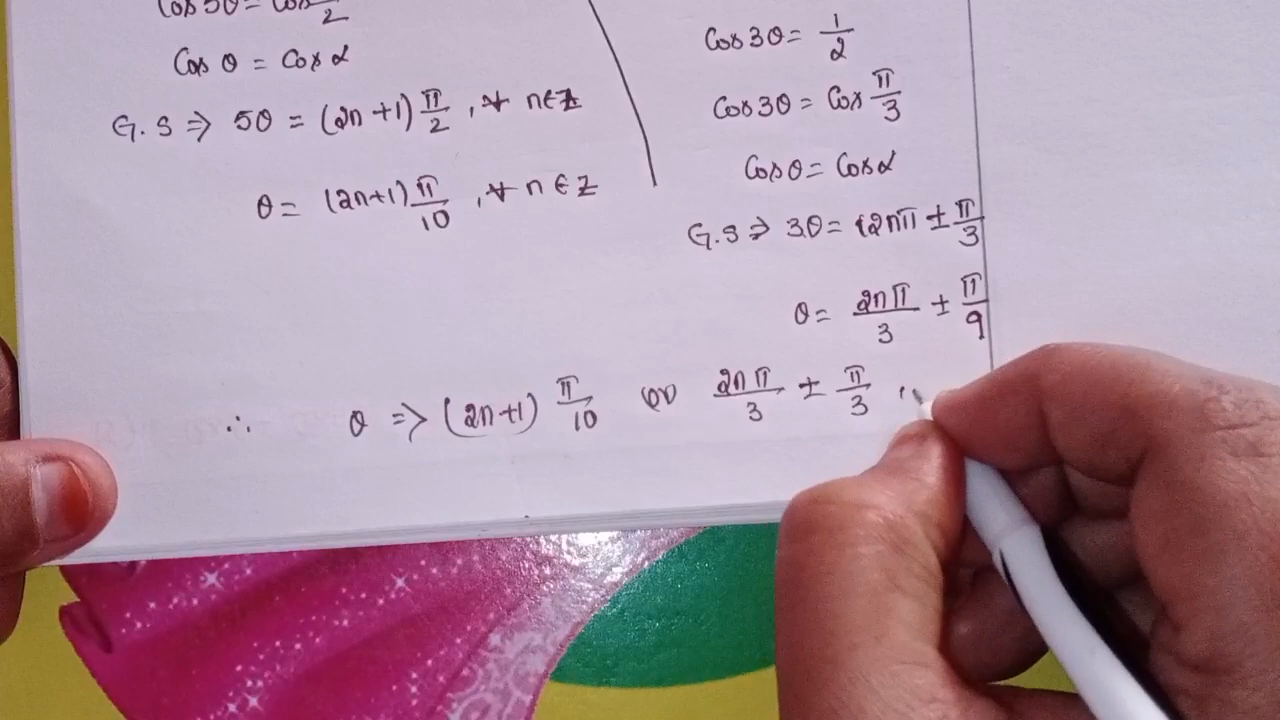 Cos 5θ = Cos π/2
Cos θ = Cos α
G.S ⇒ 5θ = (2n+1) π/2 , ∀ n∈Z
θ = (2n+1) π/10 , ∀ n ∈ Z
Cos 3θ = 1/2
Cos 3θ = Cos π/3
Cos θ = Cos α
G.S ⇒ 3θ = 2nπ ± π/3
θ = 2nπ/3 ± π/9
∴ θ ⇒ (2n+1) π/10 or 2nπ/3 ± π/3